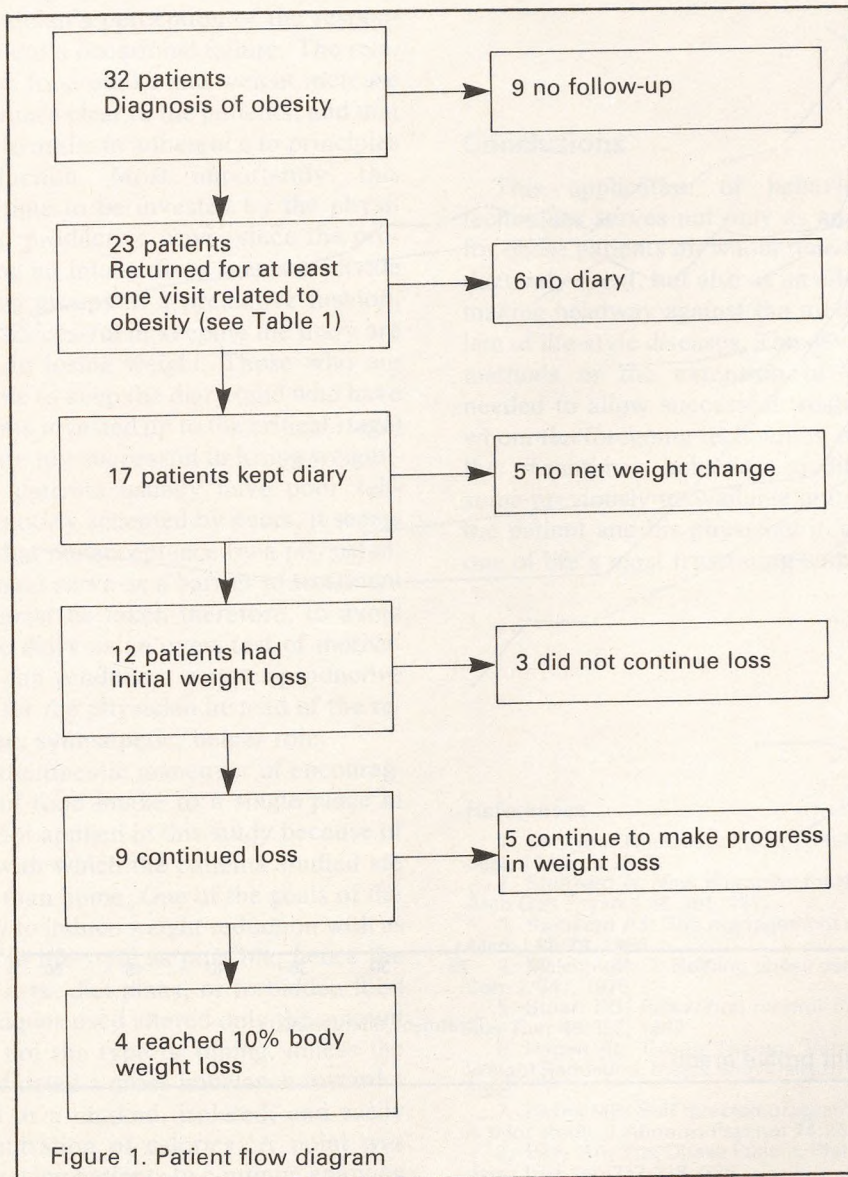 32 patients
Diagnosis of obesity
9 no follow-up
23 patients
Returned for at least
one visit related to
obesity (see Table 1)
6 no diary
17 patients kept diary
5 no net weight change
12 patients had
initial weight loss
3 did not continue loss
9 continued loss
5 continue to make progress
in weight loss
4 reached 10% body
weight loss
Figure 1. Patient flow diagram
Conclusions